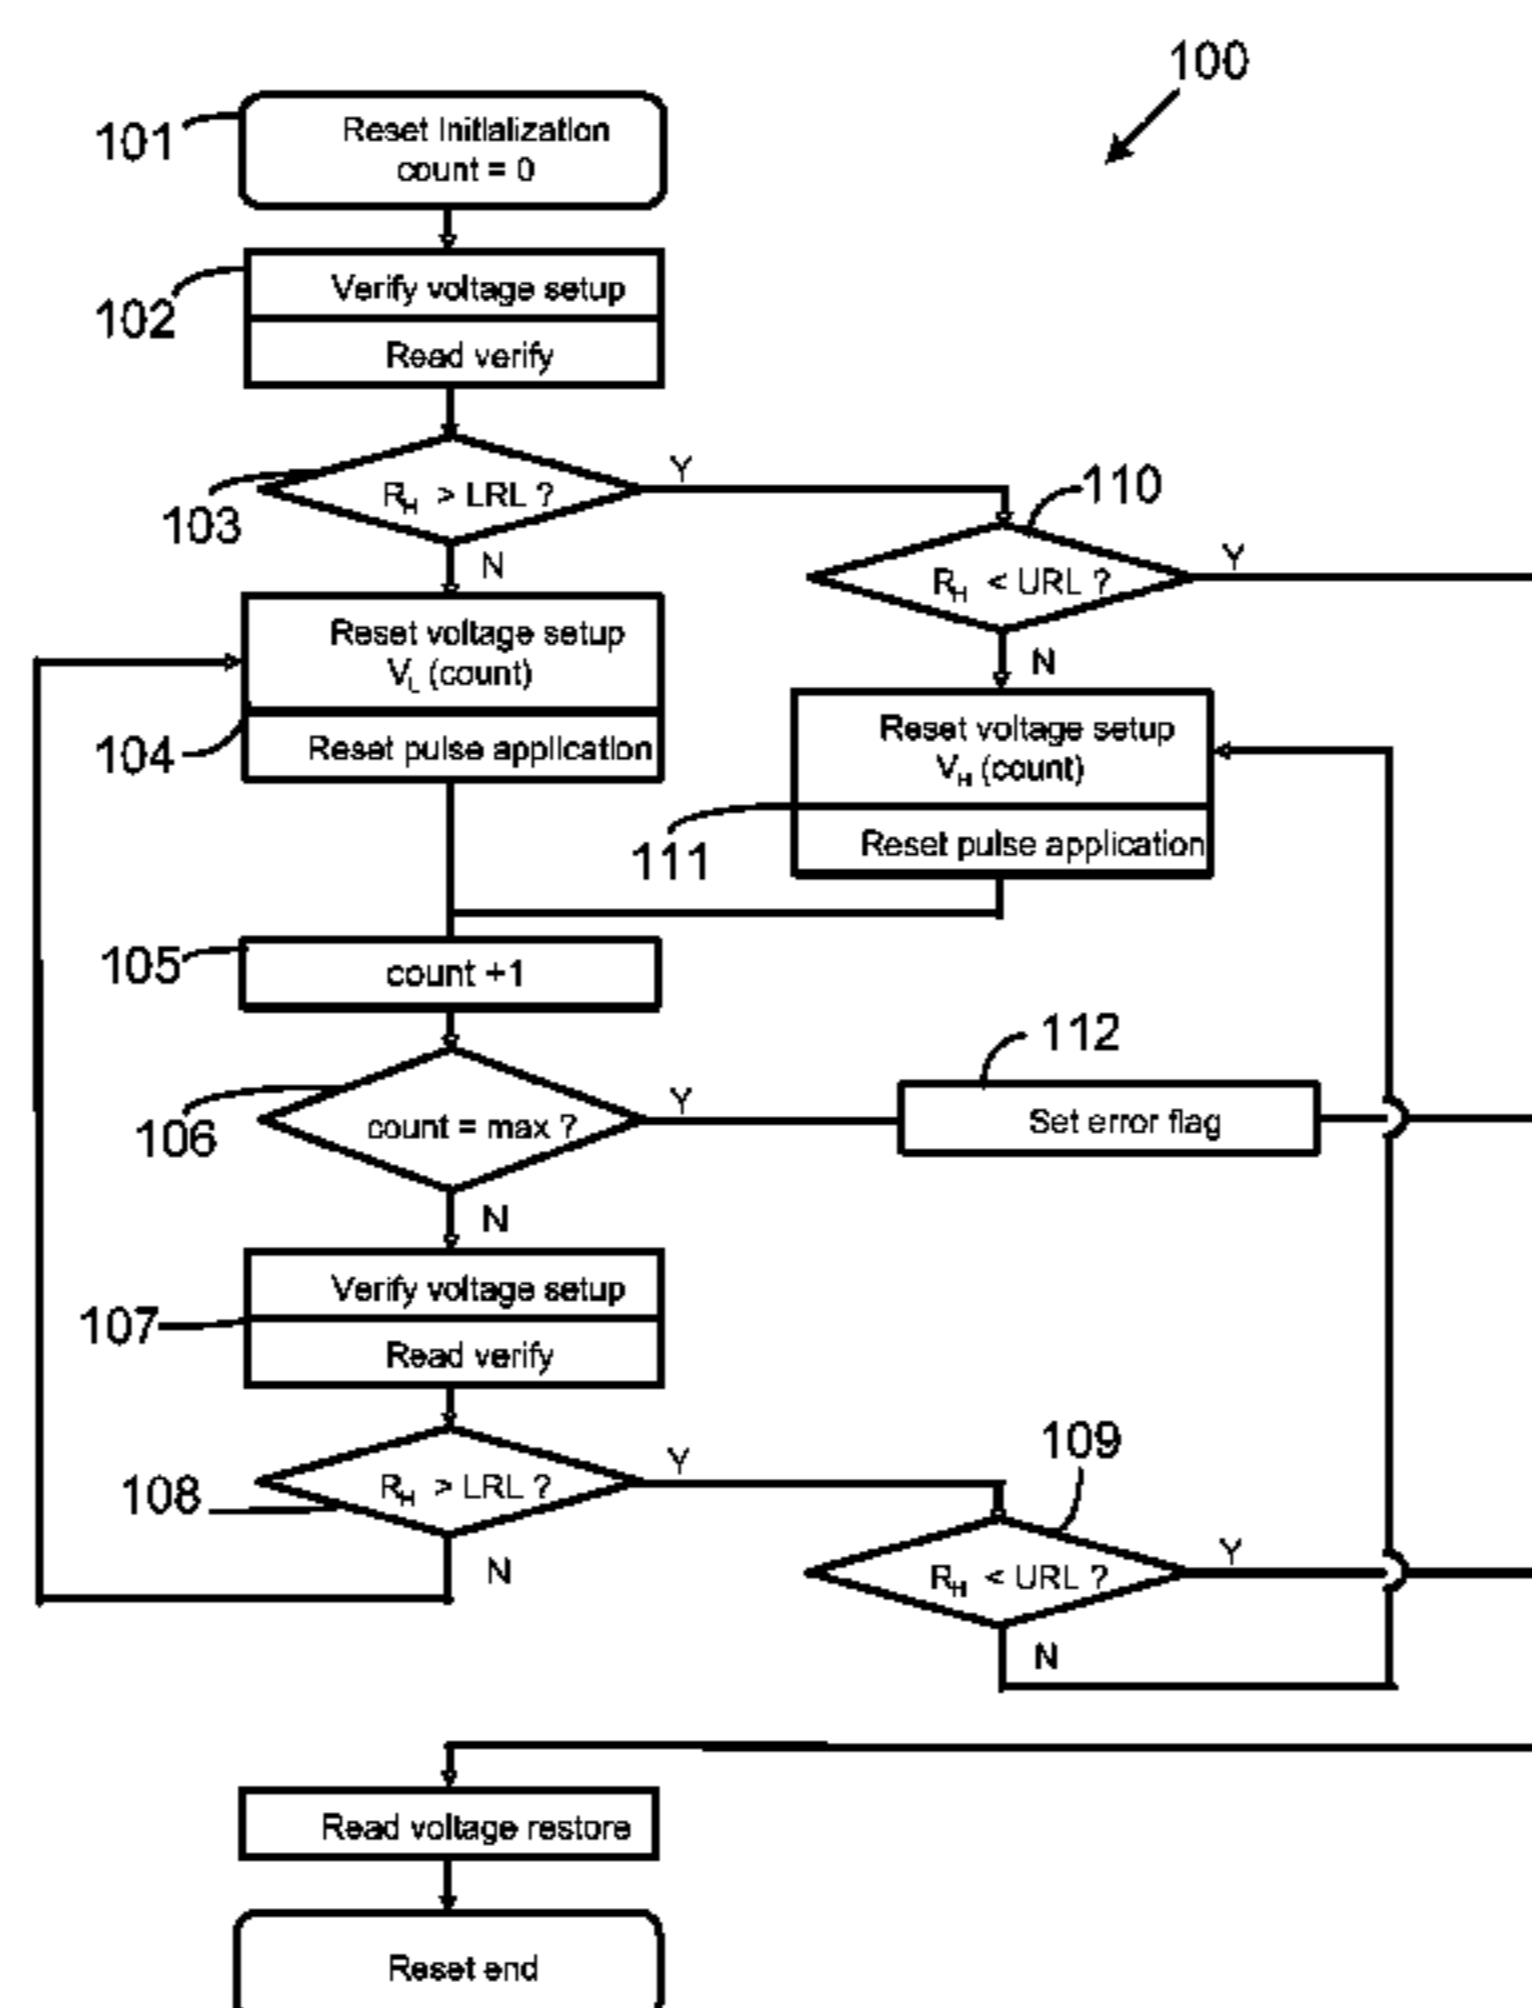 100
101
Reset Initialization
count = 0
102
Verify voltage setup
Read verify
103
RH > LRL ?
Y
N
110
RH < URL ?
Y
N
104
Reset voltage setup
VL (count)
Reset pulse application
111
Reset voltage setup
VH (count)
Reset pulse application
105
count +1
106
count = max ?
Y
N
112
Set error flag
107
Verify voltage setup
Read verify
108
RH > LRL ?
Y
N
109
RH < URL ?
Y
N
Read voltage restore
Reset end